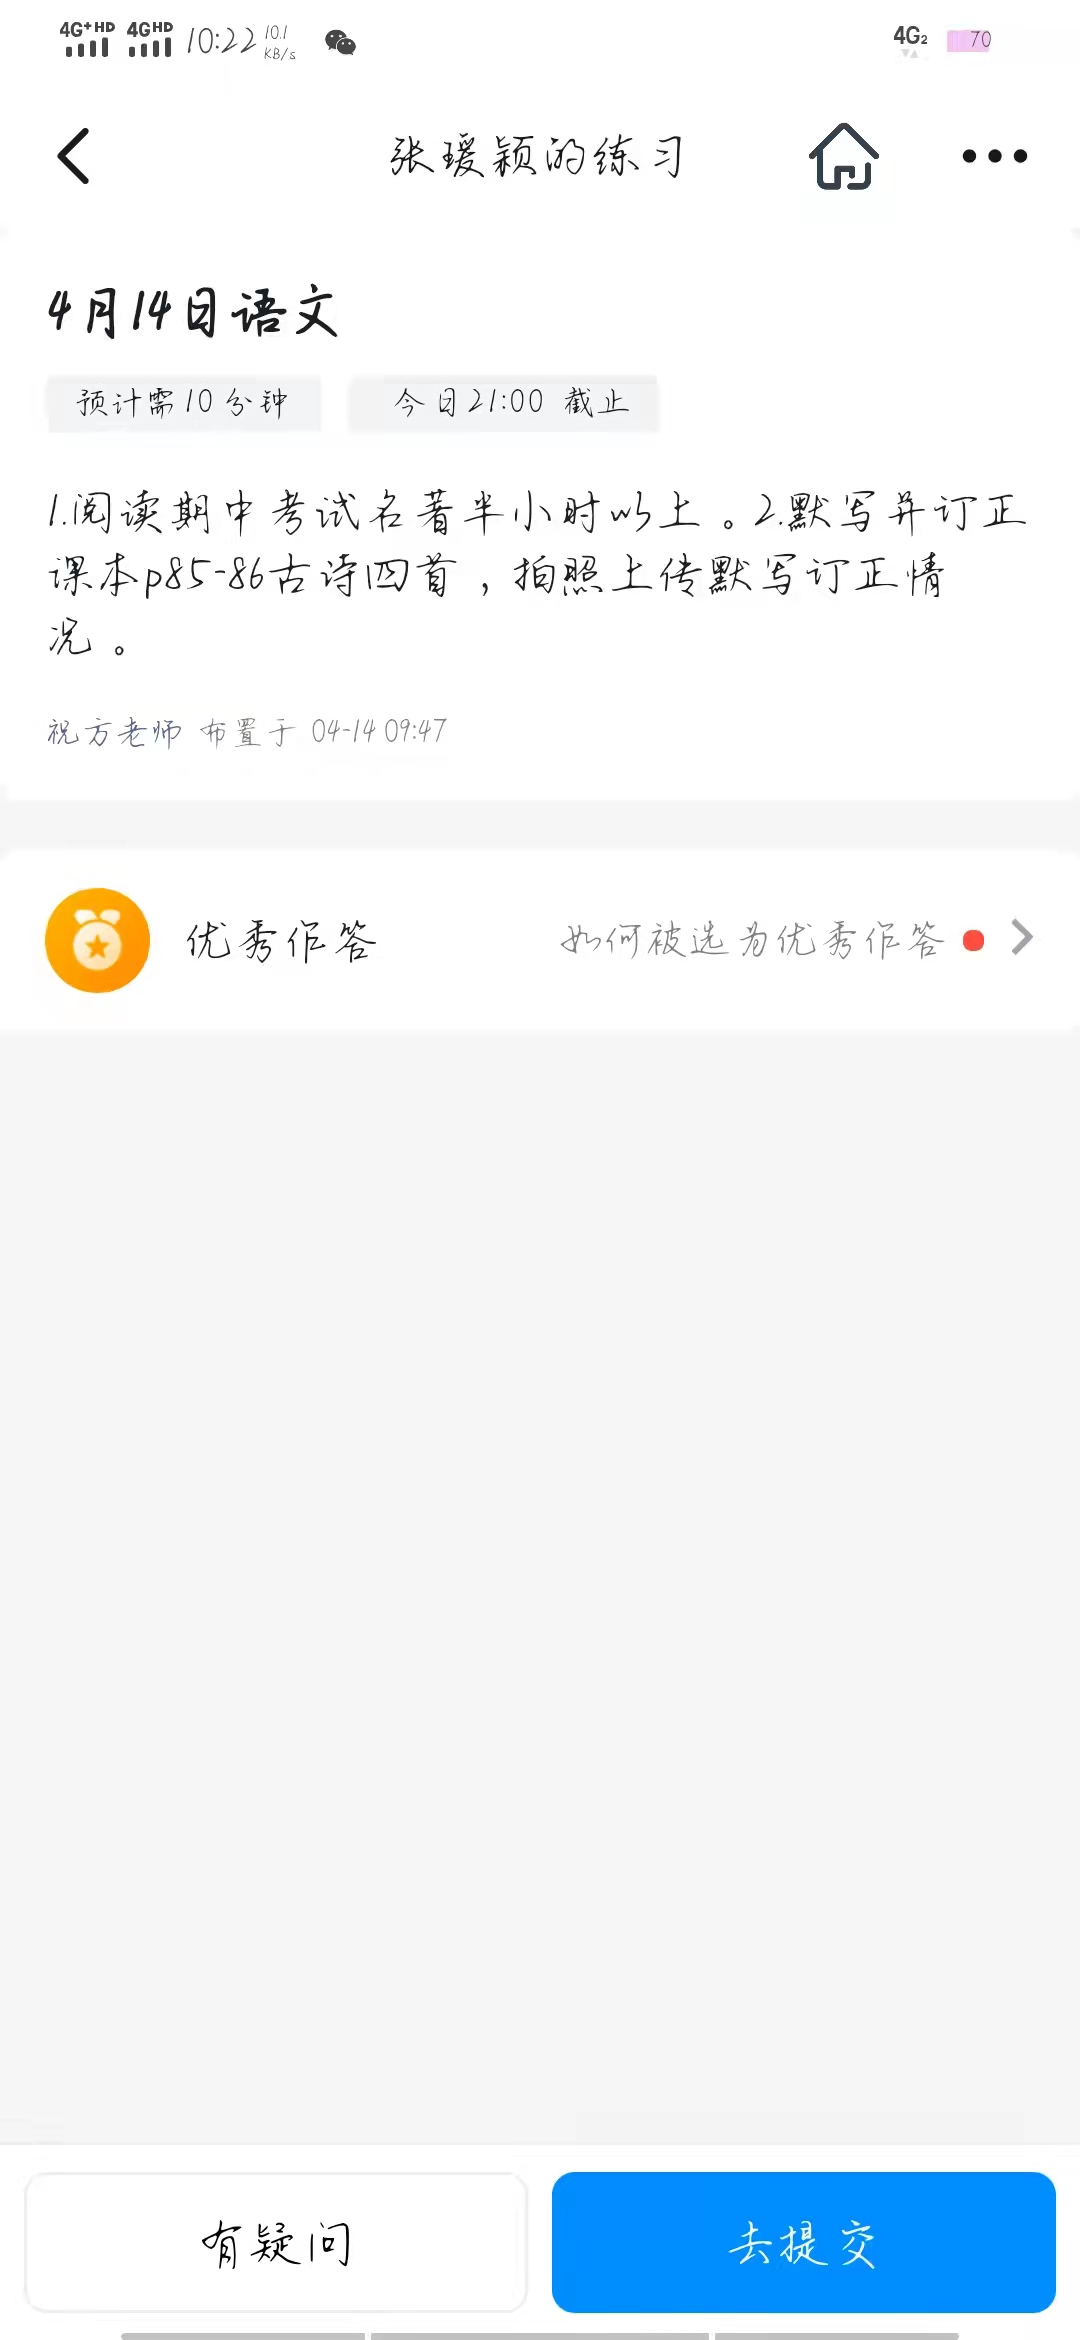 4G+HD 4GHD 10:22 10.1 KB/s 4G2 70
张瑷颖的练习
4月14日语文
预计需10分钟 今日21:00 截止
1.阅读期中考试名著半小时以上。2.默写并订正
课本p85-86古诗四首，拍照上传默写订正情
况。
祝方老师 布置于 04-14 09:47
优秀作答 如何被选为优秀作答
有疑问 去提交